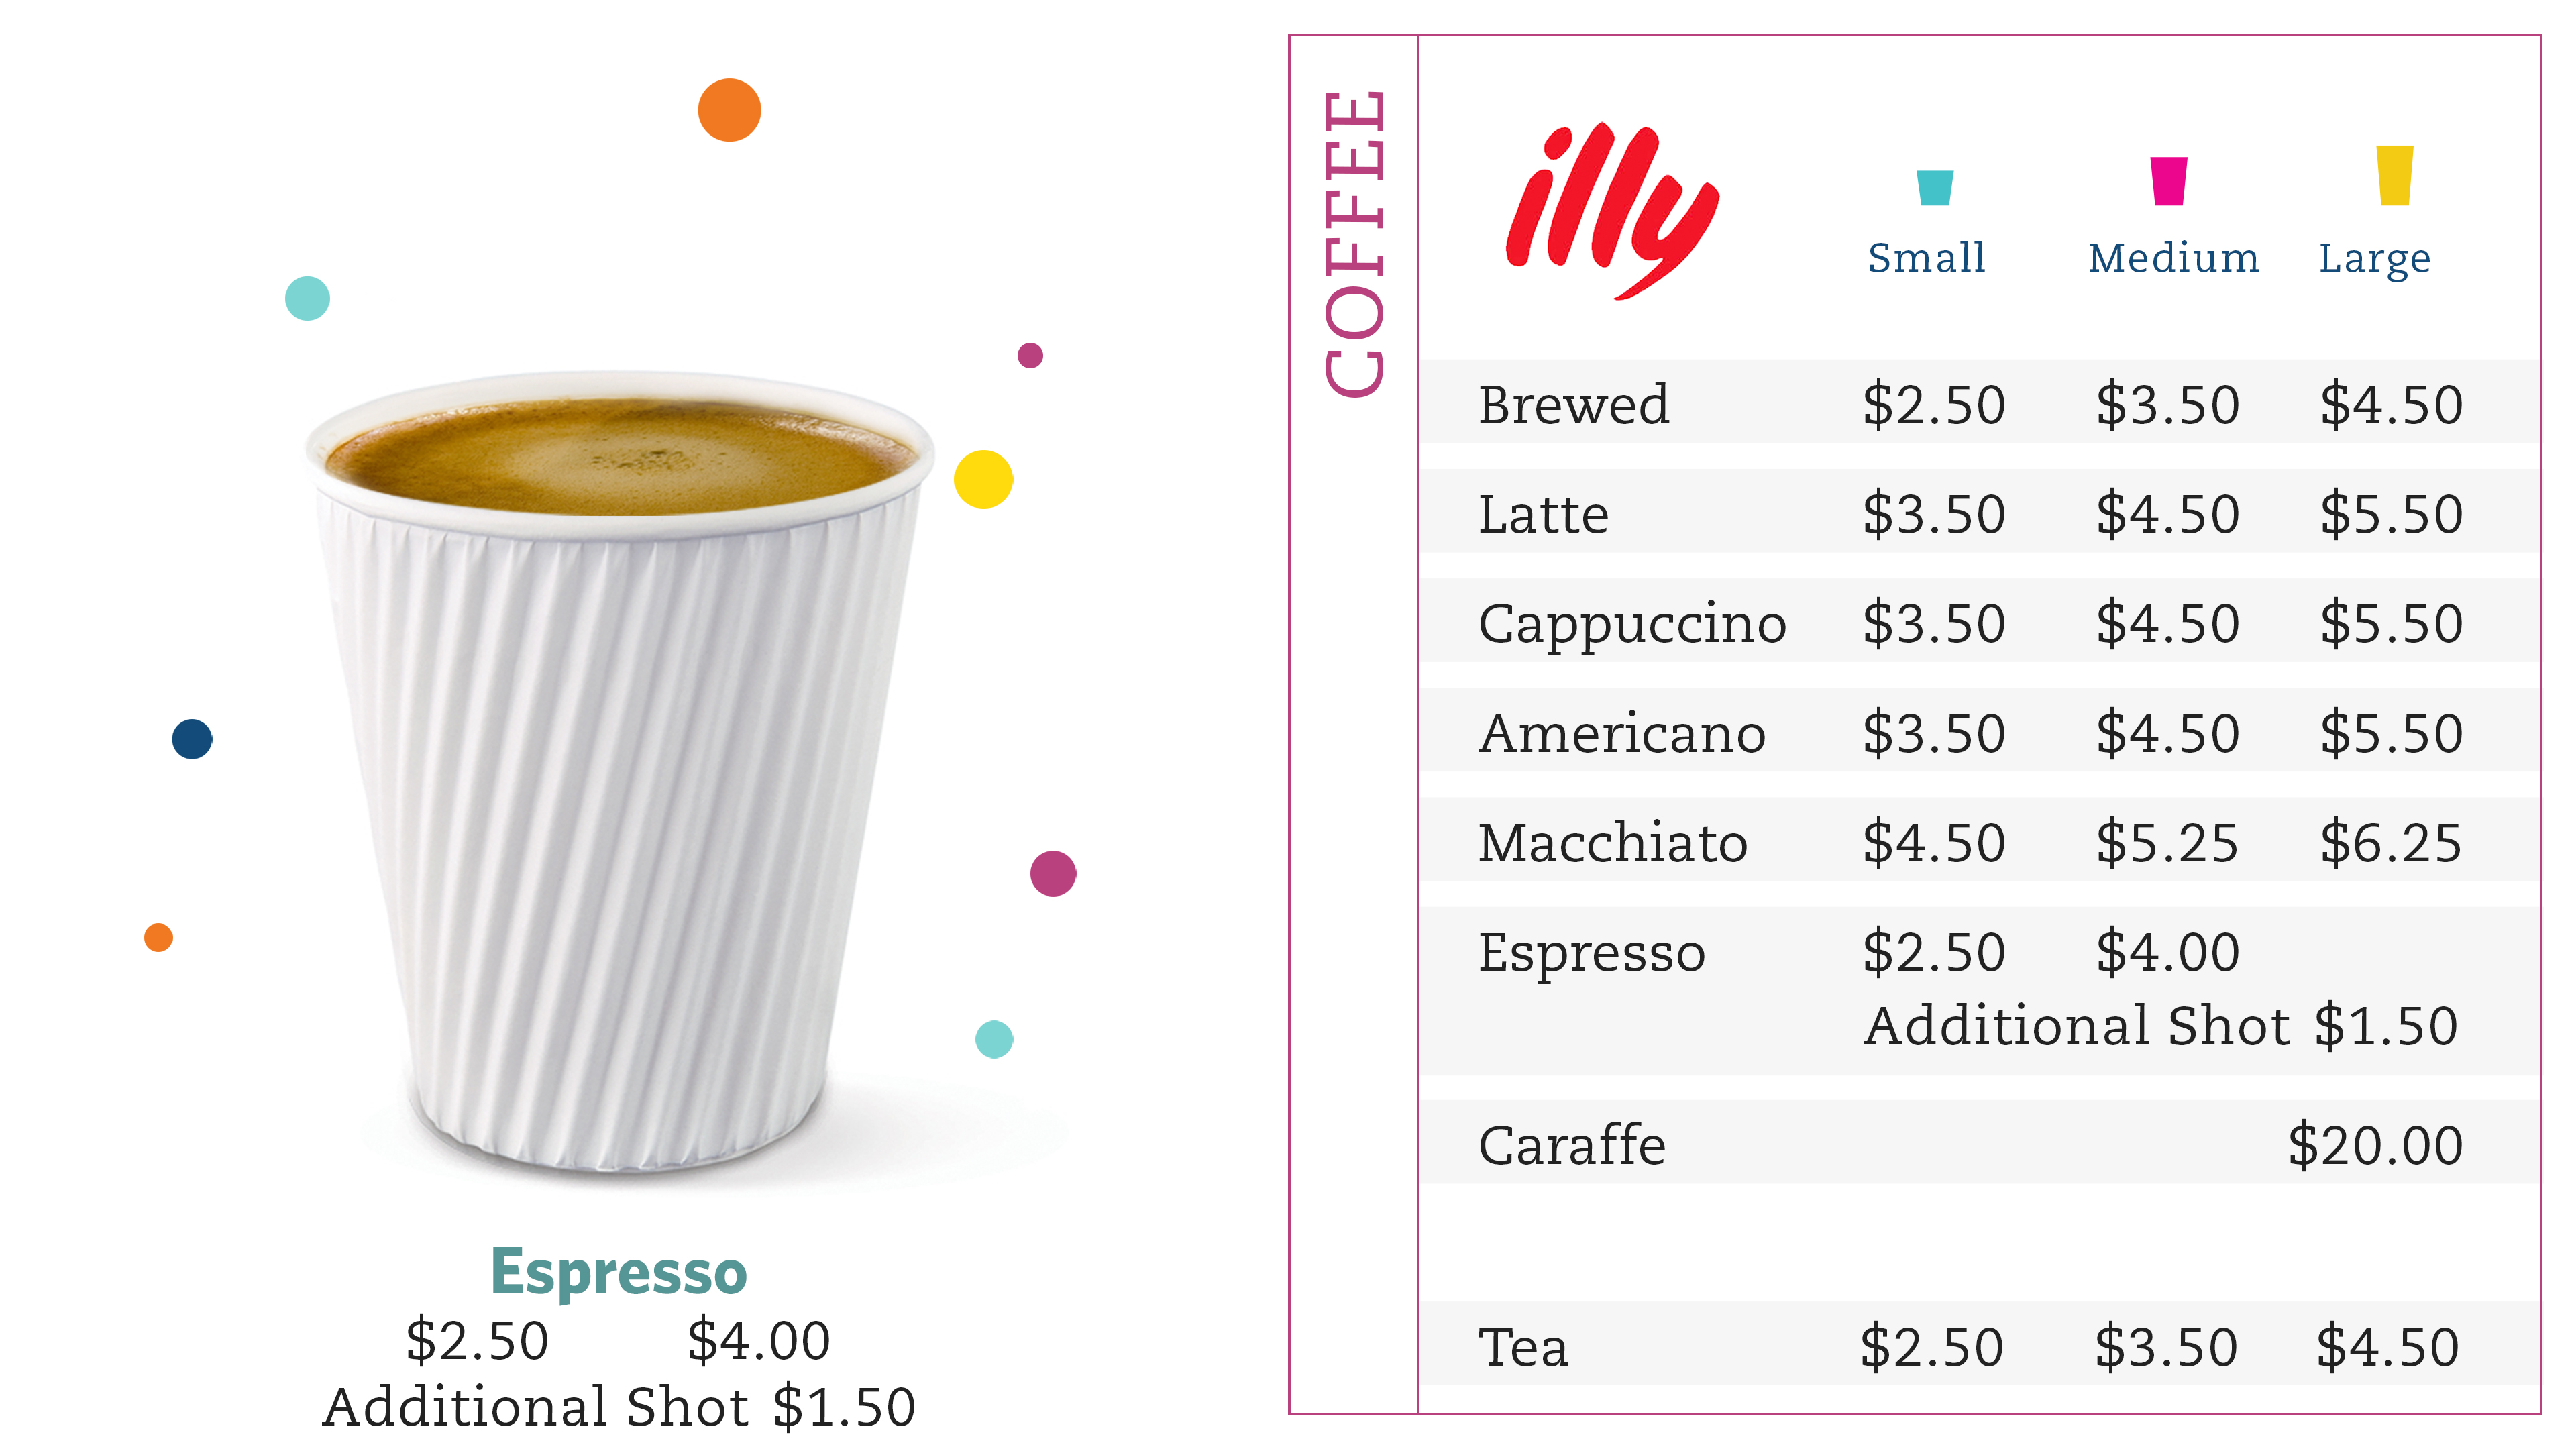 Espresso
$2.50 $4.00
Additional Shot $1.50
COFFEE
illy
Small Medium Large
Brewed $2.50 $3.50 $4.50
Latte $3.50 $4.50 $5.50
Cappuccino $3.50 $4.50 $5.50
Americano $3.50 $4.50 $5.50
Macchiato $4.50 $5.25 $6.25
Espresso $2.50 $4.00
Additional Shot $1.50
Caraffe $20.00
Tea $2.50 $3.50 $4.50